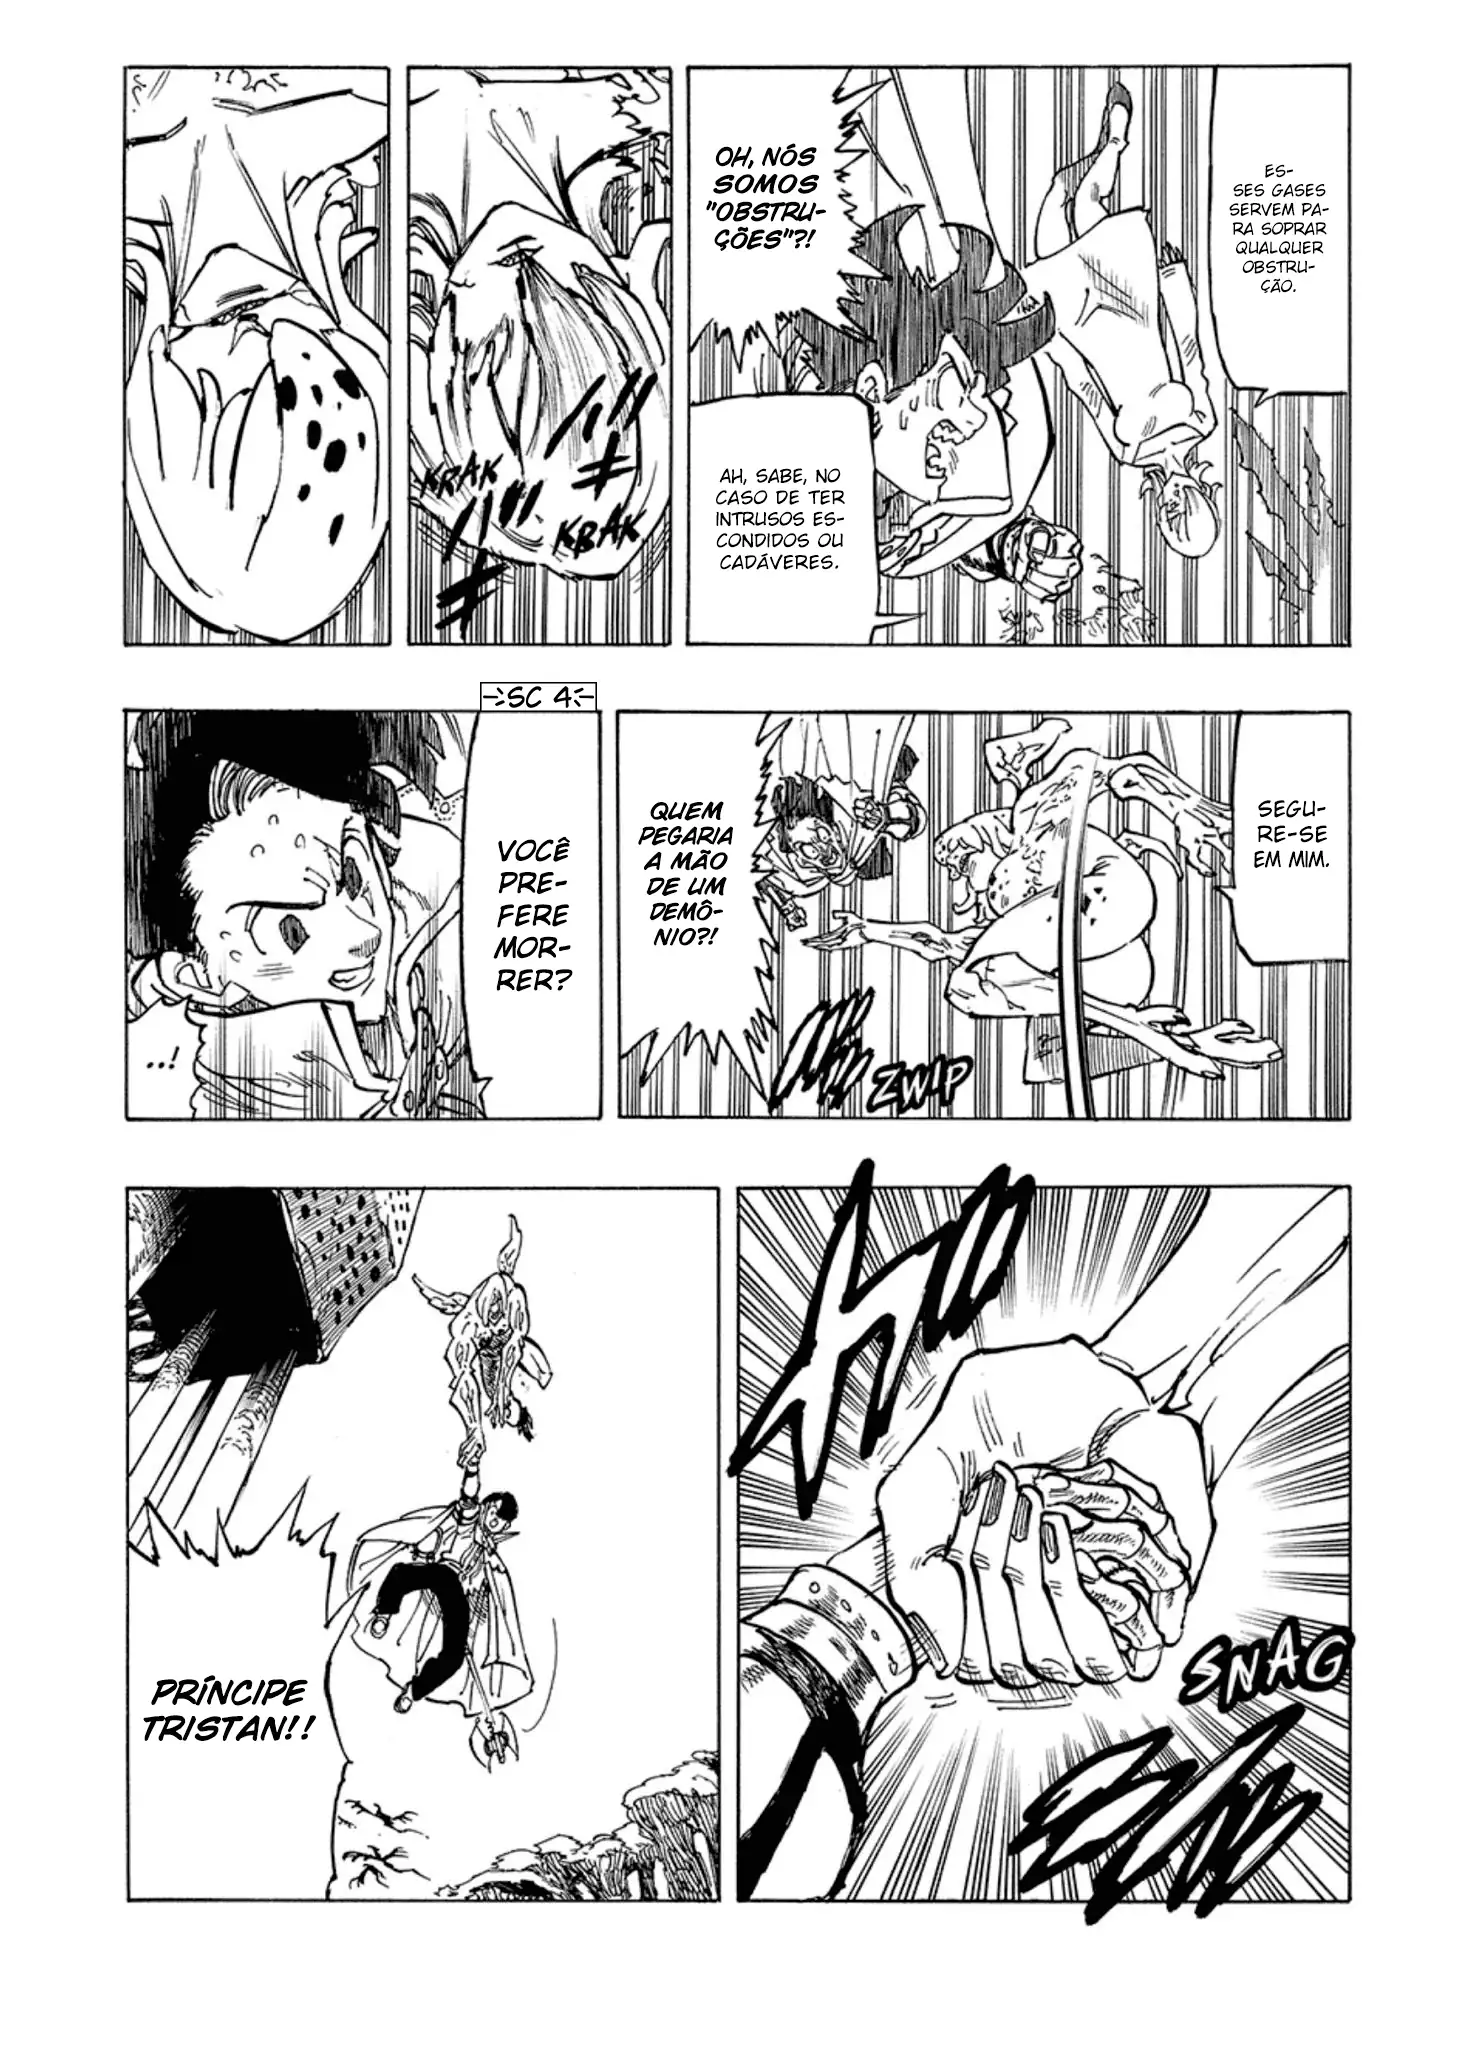 ES-
SES GASES
SERVEM PA-
RA SOPRAR
QUALQUER
OBSTRU-
ÇÃO.
OH, NÓS
SOMOS
"OBSTRU-
ÇÕES"?!
AH, SABE, NO
CASO DE TER
INTRUSOS ES-
CONDIDOS OU
CADÁVERES.
KRAK
KRAK
SEGU-
RE-SE
EM MIM.
QUEM
PEGARIA
A MÃO
DE UM
DEMÔ-
NIO?!
ZWIP
SC 4
VOCÊ
PRE-
FERE
MOR-
RER?
..!
SNAG
PRÍNCIPE
TRISTAN!!